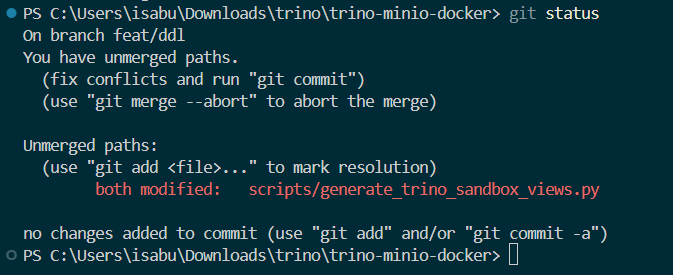 PS C:\Users\isabu\Downloads\trino\trino-minio-docker> git status
On branch feat/ddl
You have unmerged paths.
  (fix conflicts and run "git commit")
  (use "git merge --abort" to abort the merge)

Unmerged paths:
  (use "git add <file>..." to mark resolution)
        both modified:   scripts/generate_trino_sandbox_views.py

no changes added to commit (use "git add" and/or "git commit -a")
PS C:\Users\isabu\Downloads\trino\trino-minio-docker>